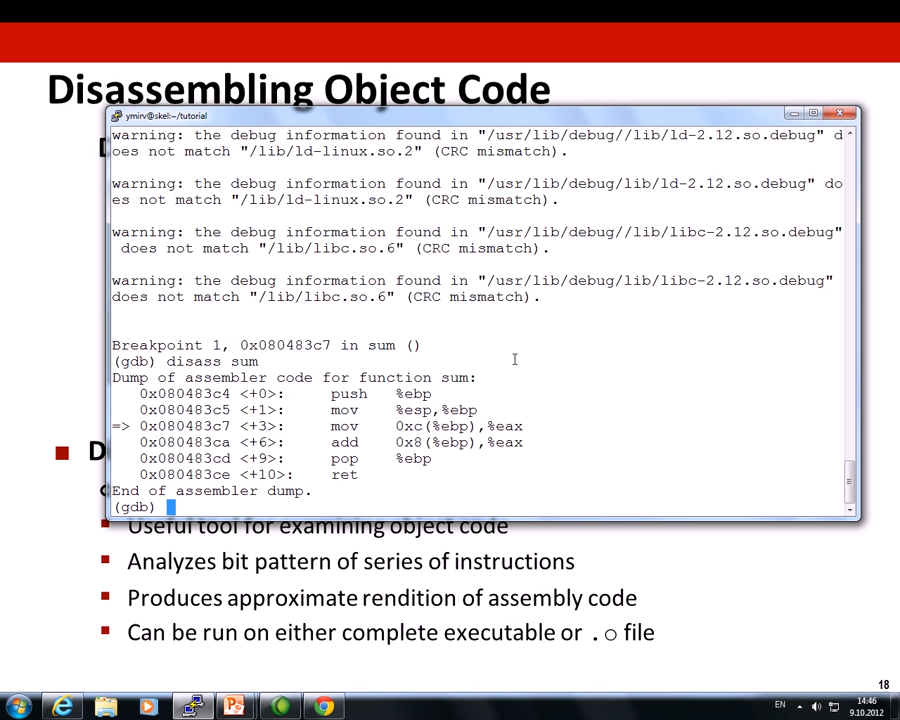 Disassembling Object Code
ymirv@skel:~/tutorial
warning: the debug information found in "/usr/lib/debug//lib/ld-2.12.so.debug" d
oes not match "/lib/ld-linux.so.2" (CRC mismatch).
warning: the debug information found in "/usr/lib/debug/lib/ld-2.12.so.debug" do
es not match "/lib/ld-linux.so.2" (CRC mismatch).
warning: the debug information found in "/usr/lib/debug//lib/libc-2.12.so.debug"
does not match "/lib/libc.so.6" (CRC mismatch).
warning: the debug information found in "/usr/lib/debug/lib/libc-2.12.so.debug"
does not match "/lib/libc.so.6" (CRC mismatch).
Breakpoint 1, 0x080483c7 in sum ()
(gdb) disass sum
Dump of assembler code for function sum:
0x080483c4 <+0>: push %ebp
0x080483c5 <+1>: mov %esp,%ebp
=> 0x080483c7 <+3>: mov 0xc(%ebp),%eax
0x080483ca <+6>: add 0x8(%ebp),%eax
0x080483cd <+9>: pop %ebp
0x080483ce <+10>: ret
End of assembler dump.
(gdb)
Useful tool for examining object code
Analyzes bit pattern of series of instructions
Produces approximate rendition of assembly code
Can be run on either complete executable or .o file
18
EN
14:46
9.10.2012